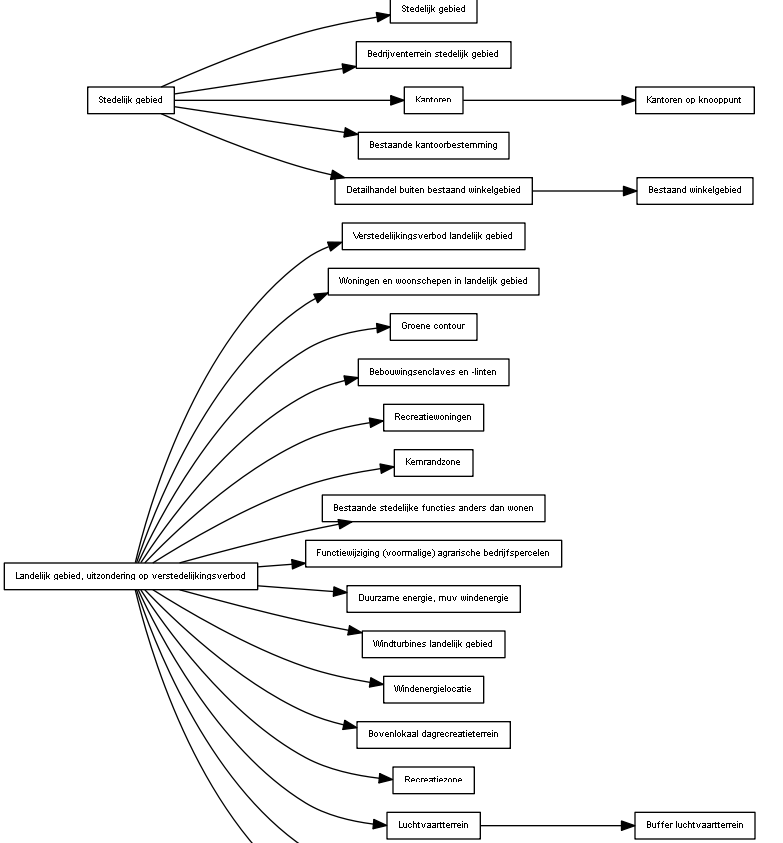 Stedelijk gebied
Bedrijventerrein stedelijk gebied
Stedelijk gebied
Kantoren
Kantoren op knooppunt
Bestaande kantoorbestemming
Detailhandel buiten bestaand winkelgebied
Bestaand winkelgebied
Verstedelijkingsverbod landelijk gebied
Woningen en woonschepen in landelijk gebied
Groene contour
Bebouwingsenclaves en -linten
Recreatiewoningen
Kernrandzone
Bestaande stedelijke functies anders dan wonen
Functiewijziging (voormalige) agrarische bedrijfspercelen
Landelijk gebied, uitzondering op verstedelijkingsverbod
Duurzame energie, muv windenergie
Windturbines landelijk gebied
Windenergielocatie
Bovenlokaal dagrecreatieterrein
Recreatiezone
Luchtvaartterrein
Buffer luchtvaartterrein